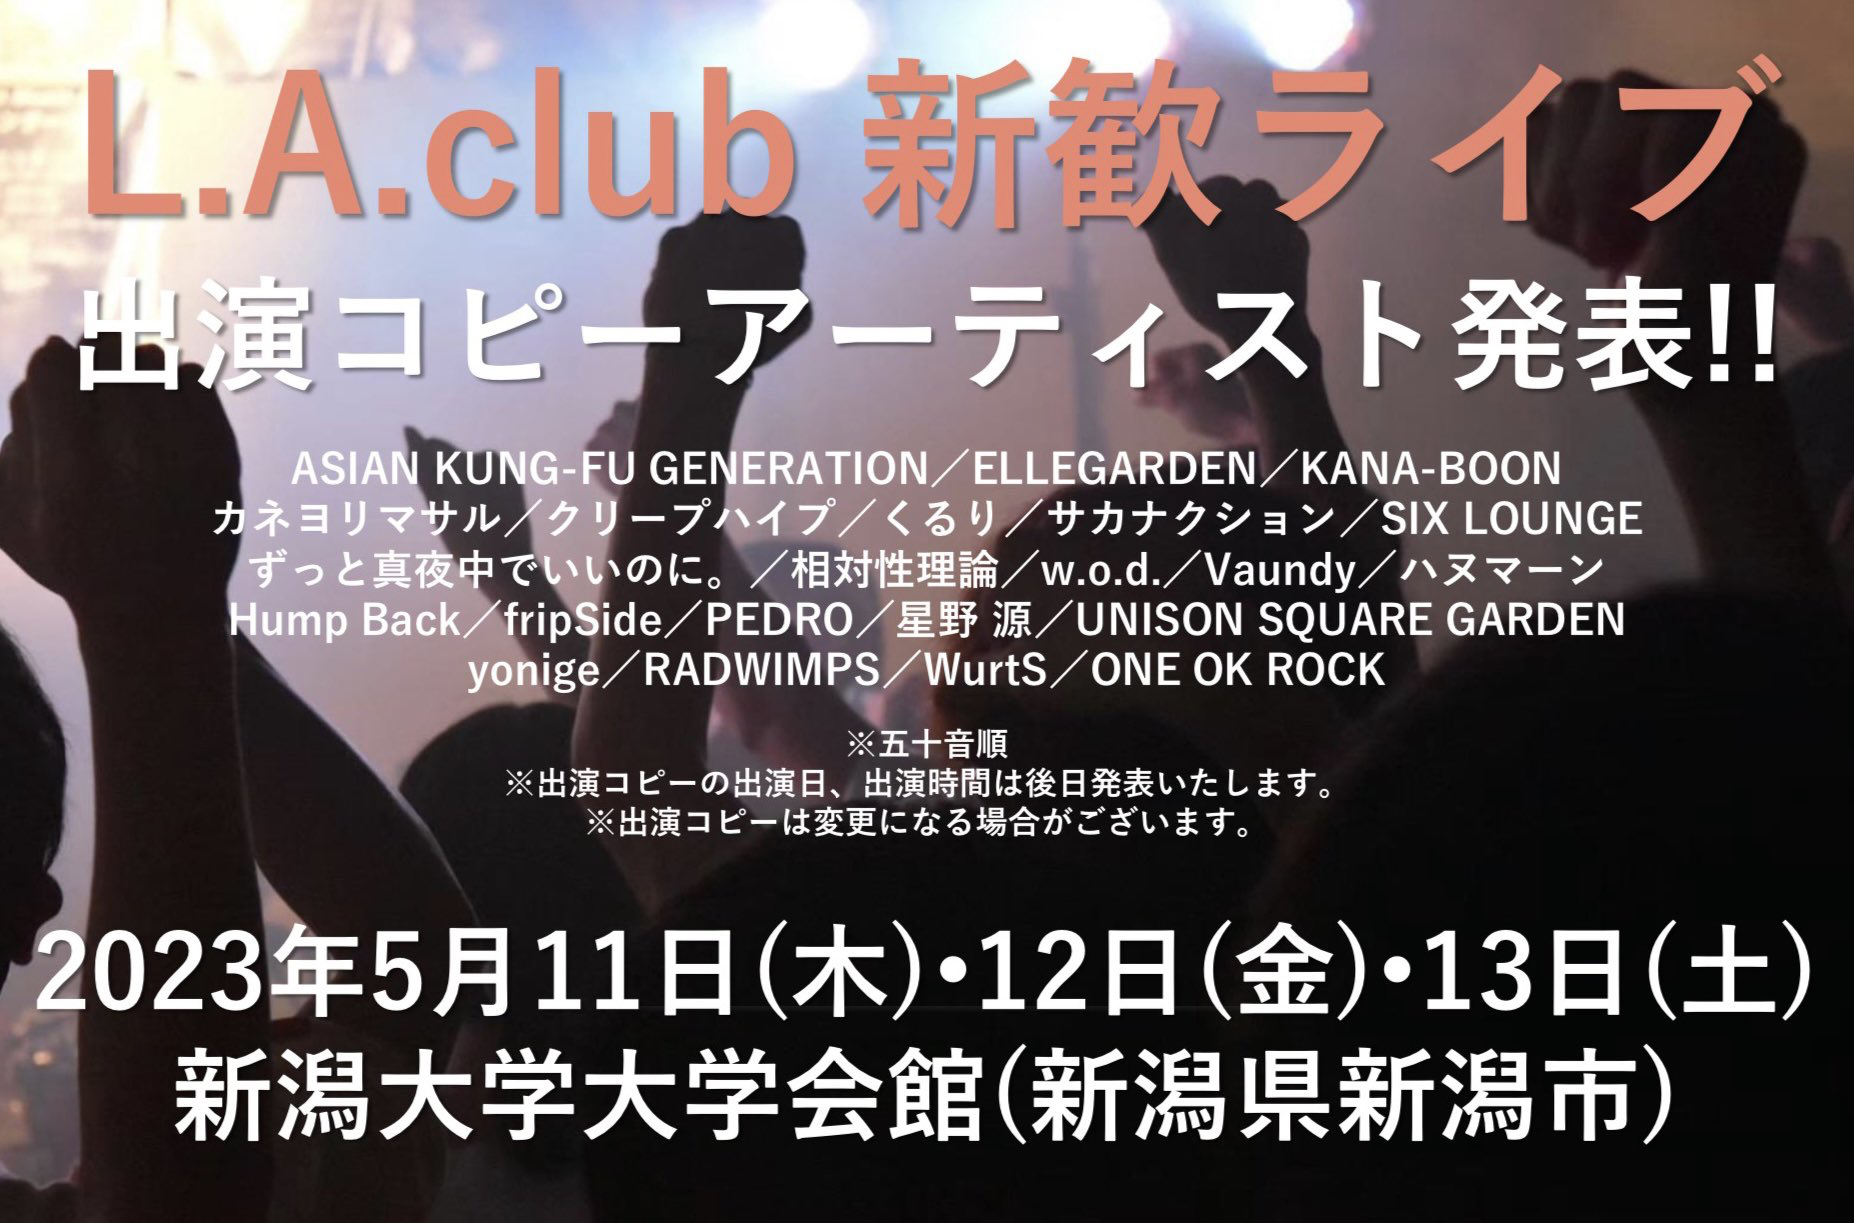 L.A.club 新歓ライブ
出演コピーアーティスト発表!!
ASIAN KUNG-FU GENERATION／ELLEGARDEN／KANA-BOON
カネヨリマサル／クリープハイプ／くるり／サカナクション／SIX LOUNGE
ずっと真夜中でいいのに。／相対性理論／w.o.d.／Vaundy／ハヌマーン
Hump Back／fripSide／PEDRO／星野 源／UNISON SQUARE GARDEN
yonige／RADWIMPS／WurtS／ONE OK ROCK
※五十音順
※出演コピーの出演日、出演時間は後日発表いたします。
※出演コピーは変更になる場合がございます。
2023年5月11日(木)・12日(金)・13日(土)
新潟大学大学会館(新潟県新潟市)